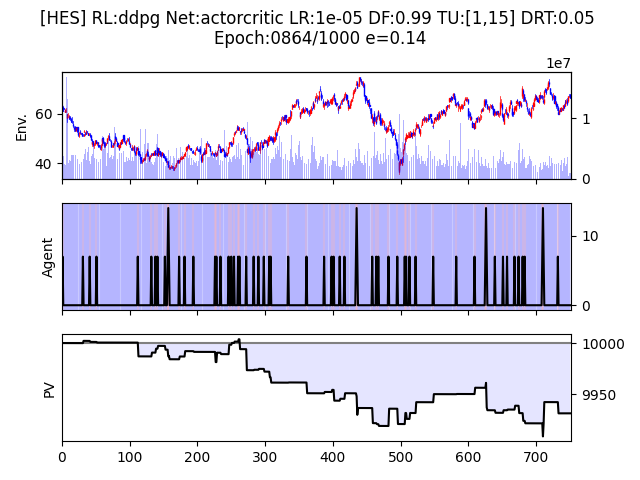 [HES] RL:ddpg Net:actorcritic LR:1e-05 DF:0.99 TU:[1,15] DRT:0.05
Epoch:0864/1000 e=0.14
1e7
60
40
Env.
1
0
Agent
10
0
PV
10000
9950
0 100 200 300 400 500 600 700